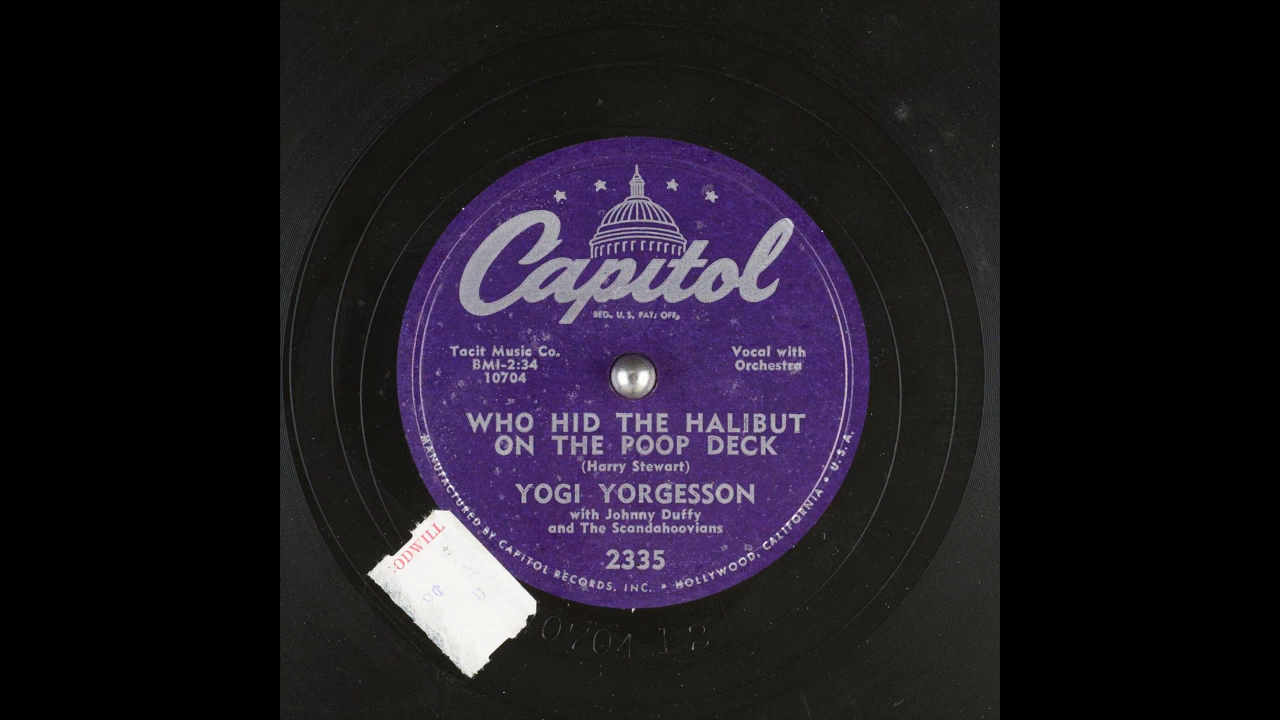 Capitol
REG. U.S. PAT. OFF.
Tacit Music Co.
BMI-2:34
10704
Vocal with
Orchestra
WHO HID THE HALIBUT
ON THE POOP DECK
(Harry Stewart)
YOGI YORGESSON
with Johnny Duffy
and The Scandahoovians
2335
MANUFACTURED BY CAPITOL RECORDS, INC. • HOLLYWOOD, CALIFORNIA • U.S.A.
ODWILL
0704